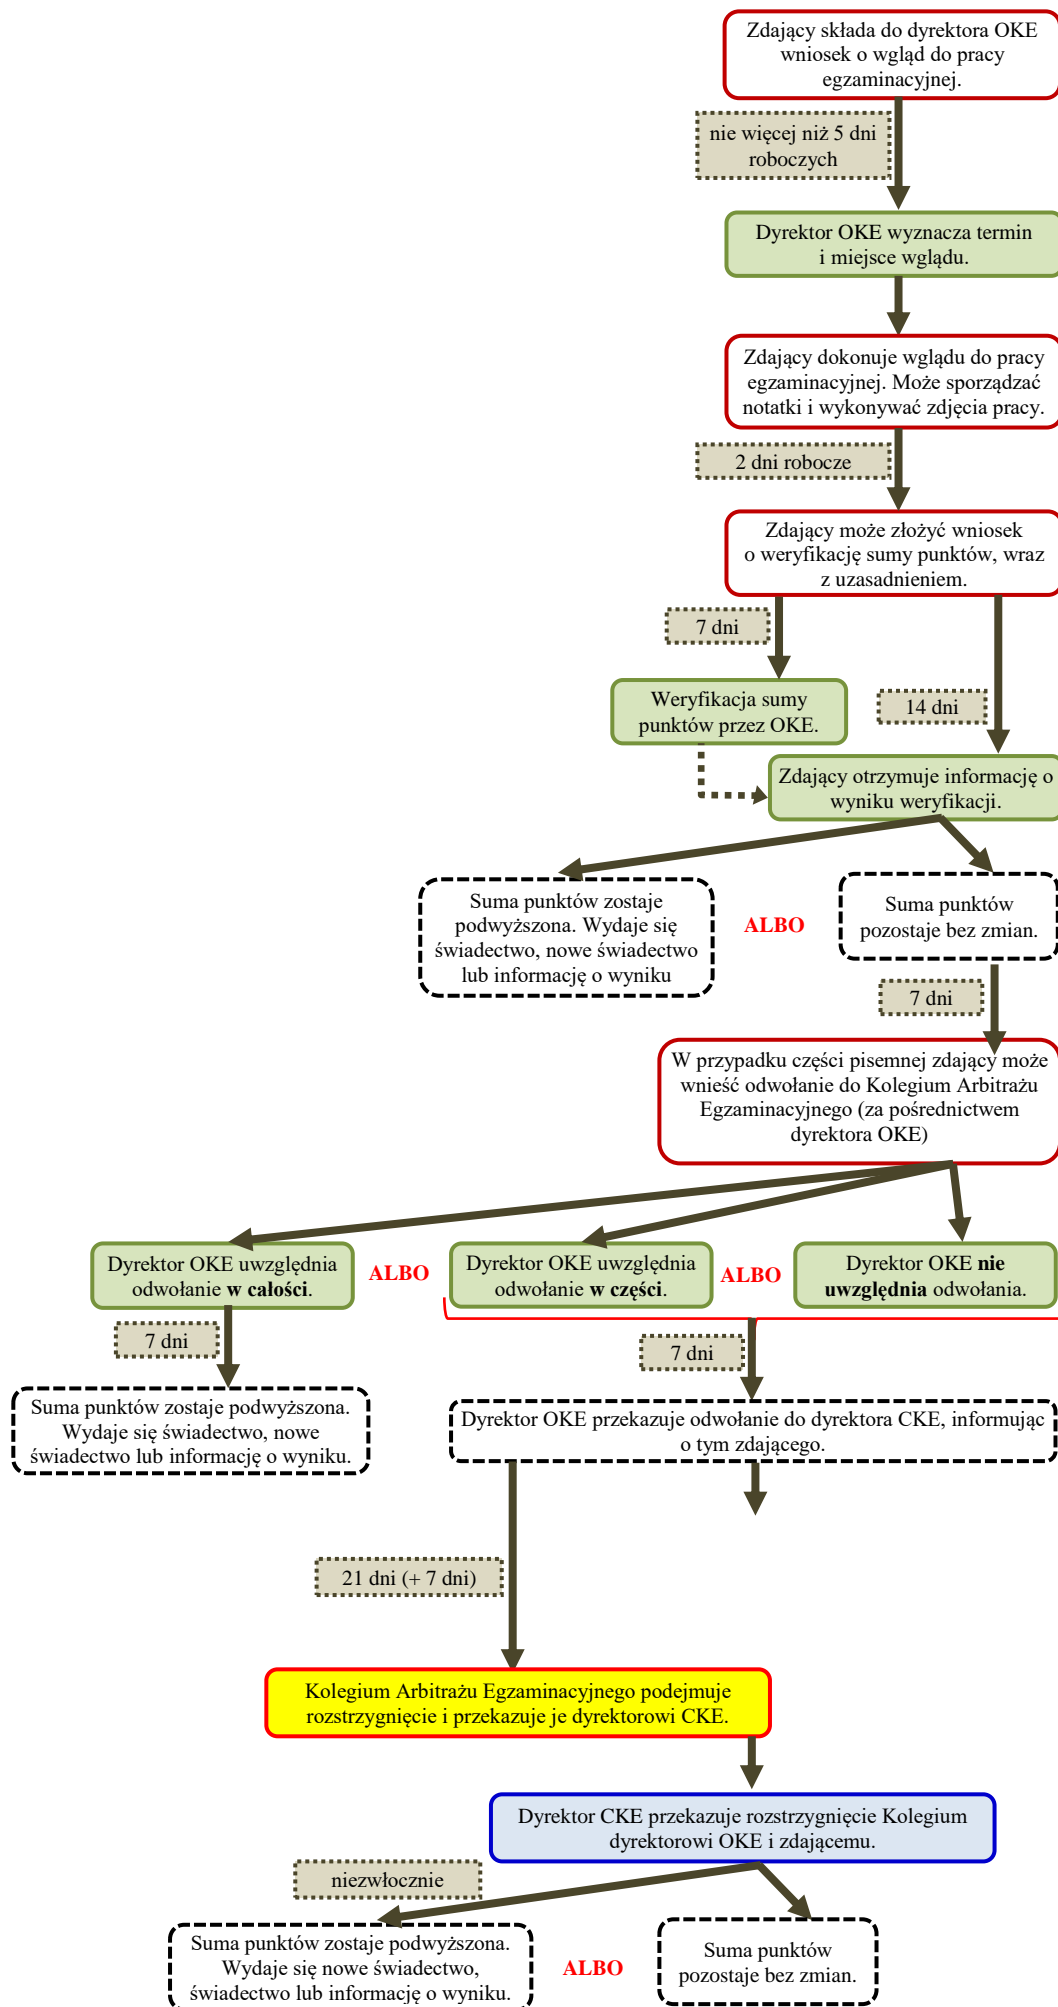 Zdający składa do dyrektora OKE
wniosek o wgląd do pracy
egzaminacyjnej.
nie więcej niż 5 dni
roboczych
Dyrektor OKE wyznacza termin
i miejsce wglądu.
Zdający dokonuje wglądu do pracy
egzaminacyjnej. Może sporządzać
notatki i wykonywać zdjęcia pracy.
2 dni robocze
Zdający może złożyć wniosek
o weryfikację sumy punktów, wraz
z uzasadnieniem.
7 dni
Weryfikacja sumy
punktów przez OKE.
14 dni
Zdający otrzymuje informację o
wyniku weryfikacji.
Suma punktów zostaje
podwyższona. Wydaje się
świadectwo, nowe świadectwo
lub informację o wyniku
ALBO
Suma punktów
pozostaje bez zmian.
7 dni
W przypadku części pisemnej zdający może
wnieść odwołanie do Kolegium Arbitrażu
Egzaminacyjnego (za pośrednictwem
dyrektora OKE)
Dyrektor OKE uwzględnia
odwołanie w całości.
ALBO
Dyrektor OKE uwzględnia
odwołanie w części.
ALBO
Dyrektor OKE nie
uwzględnia odwołania.
7 dni
7 dni
Suma punktów zostaje podwyższona.
Wydaje się świadectwo, nowe
świadectwo lub informację o wyniku.
Dyrektor OKE przekazuje odwołanie do dyrektora CKE, informując
o tym zdającego.
21 dni (+ 7 dni)
Kolegium Arbitrażu Egzaminacyjnego podejmuje
rozstrzygnięcie i przekazuje je dyrektorowi CKE.
Dyrektor CKE przekazuje rozstrzygnięcie Kolegium
dyrektorowi OKE i zdającemu.
niezwłocznie
Suma punktów zostaje podwyższona.
Wydaje się nowe świadectwo,
świadectwo lub informację o wyniku.
ALBO
Suma punktów
pozostaje bez zmian.